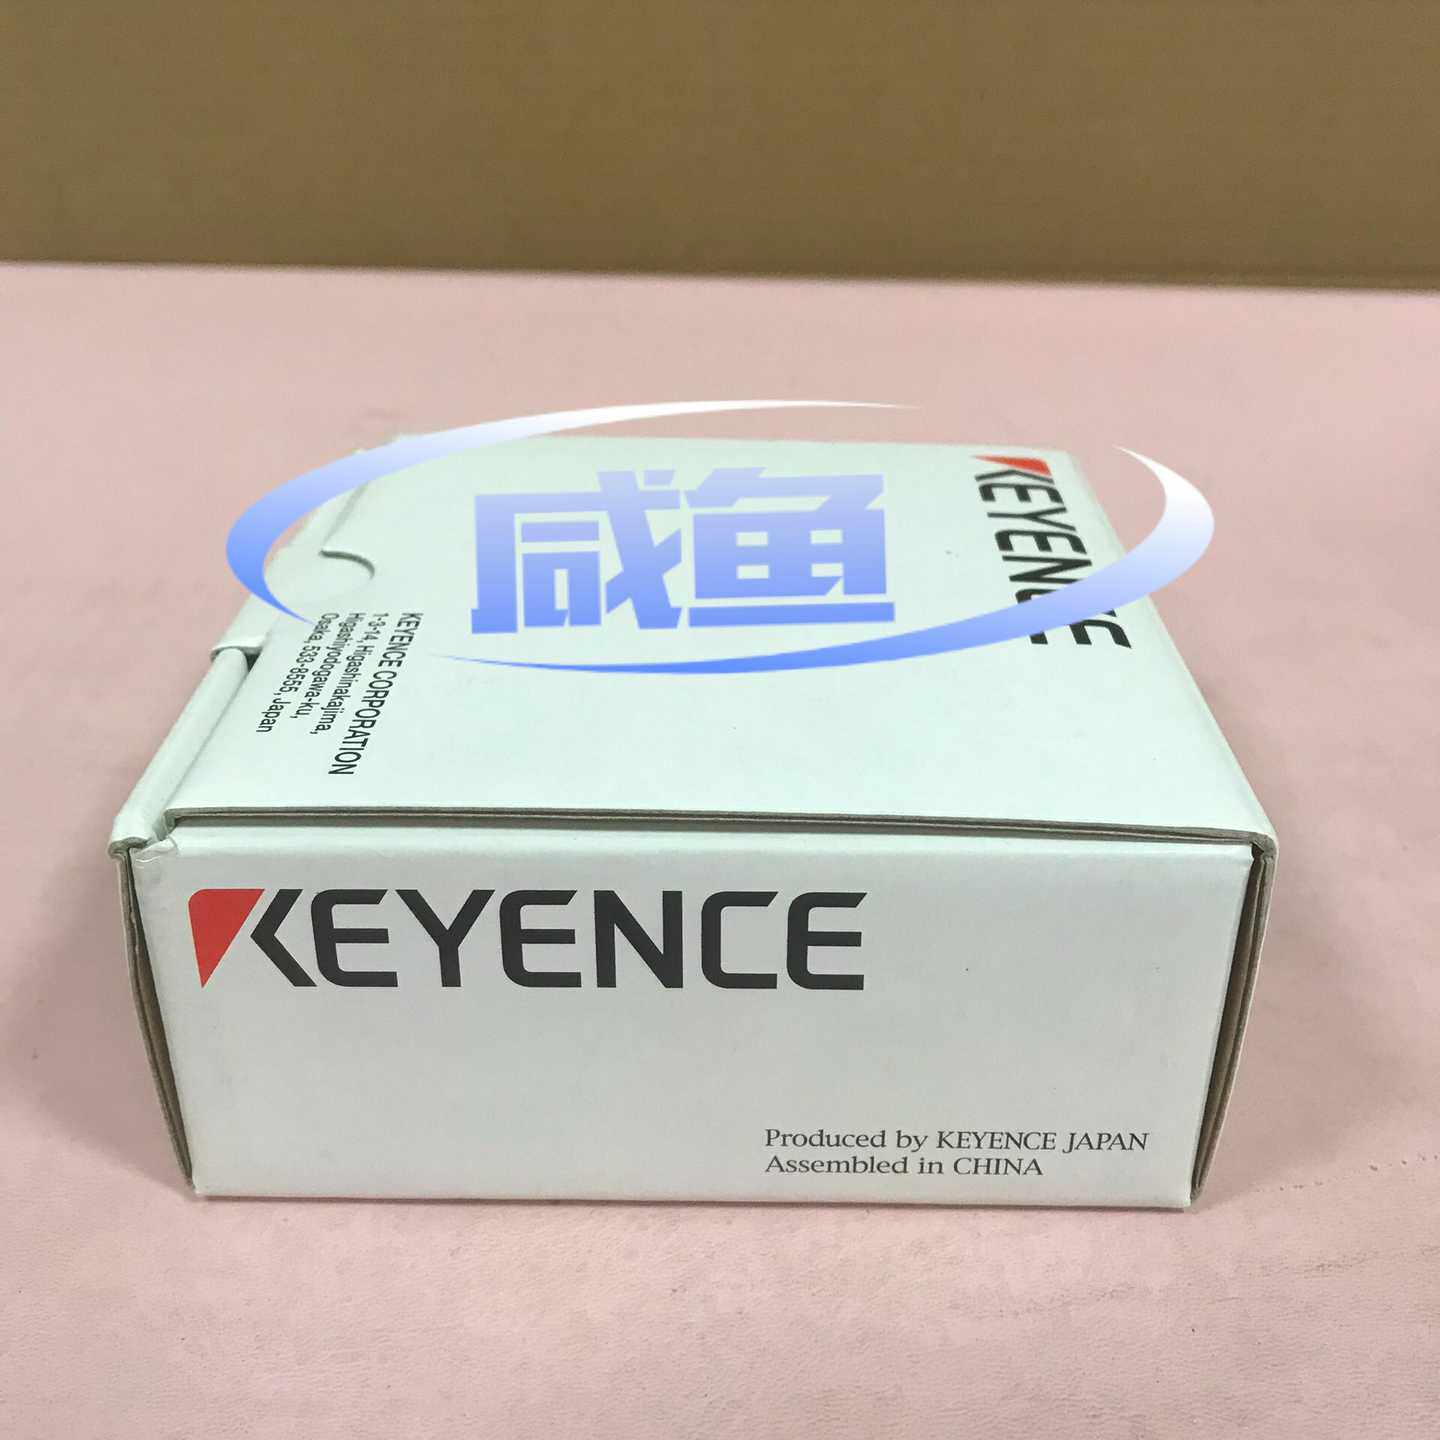 咸鱼
KEYENCE
KEYENCE CORPORATION
1-3-14, Higashinakajima,
Higashiyodogawa-ku,
Osaka, 533-8555, Japan
KEYENCE
Produced by KEYENCE JAPAN
Assembled in CHINA